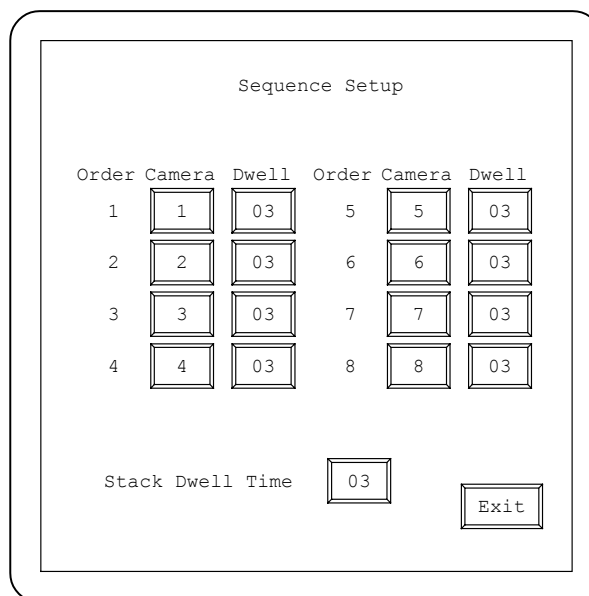 Sequence Setup
Order Camera Dwell Order Camera Dwell
1 1 03 5 5 03
2 2 03 6 6 03
3 3 03 7 7 03
4 4 03 8 8 03
Stack Dwell Time 03
Exit